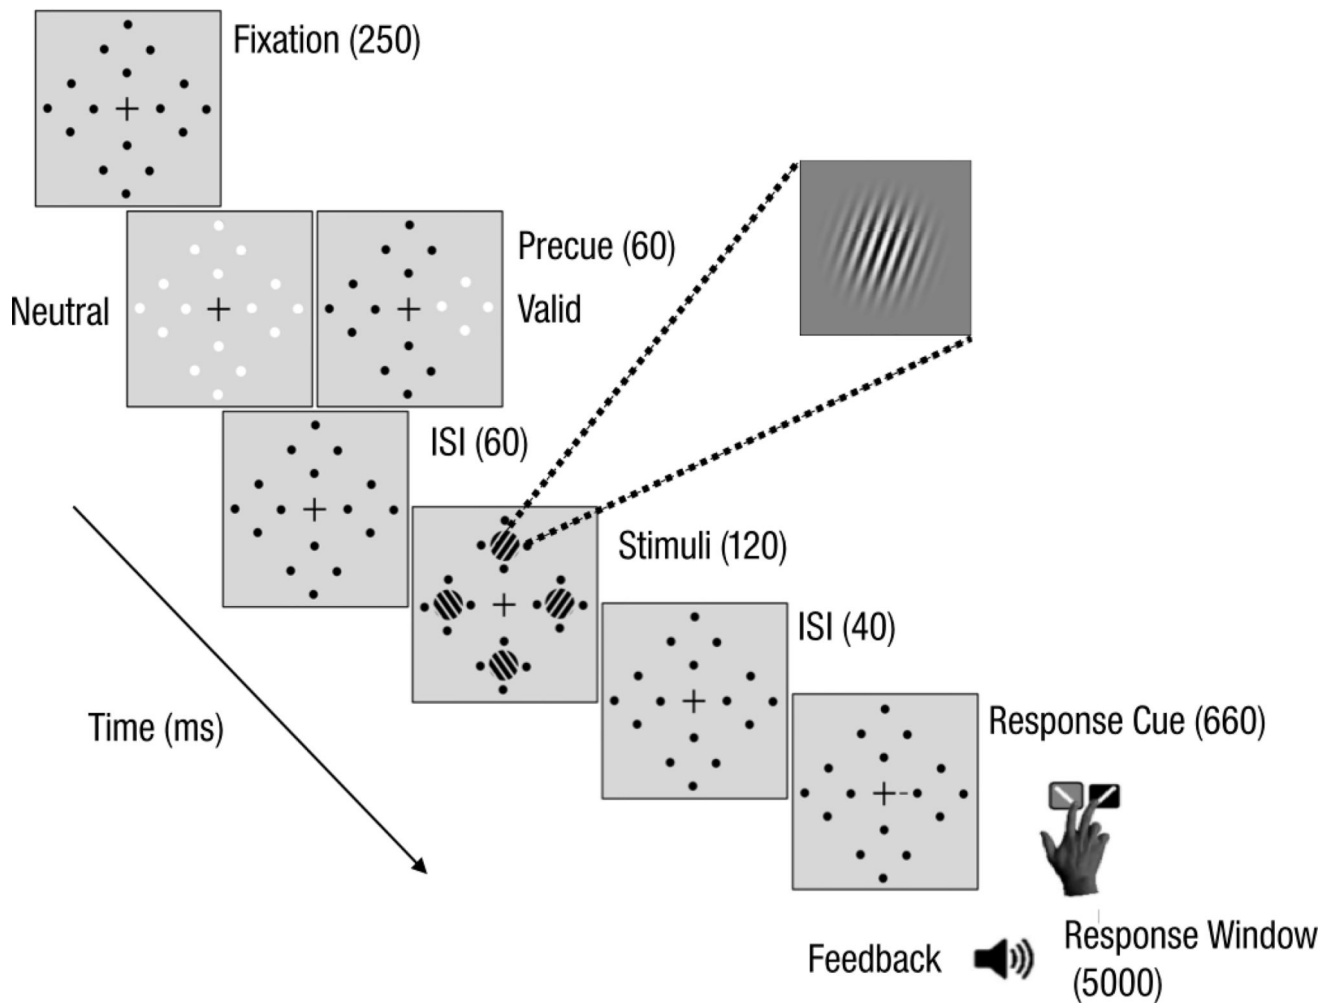 Fixation (250)
Precue (60)
Neutral
Valid
ISI (60)
Stimuli (120)
ISI (40)
Time (ms)
Response Cue (660)
Feedback
Response Window
(5000)